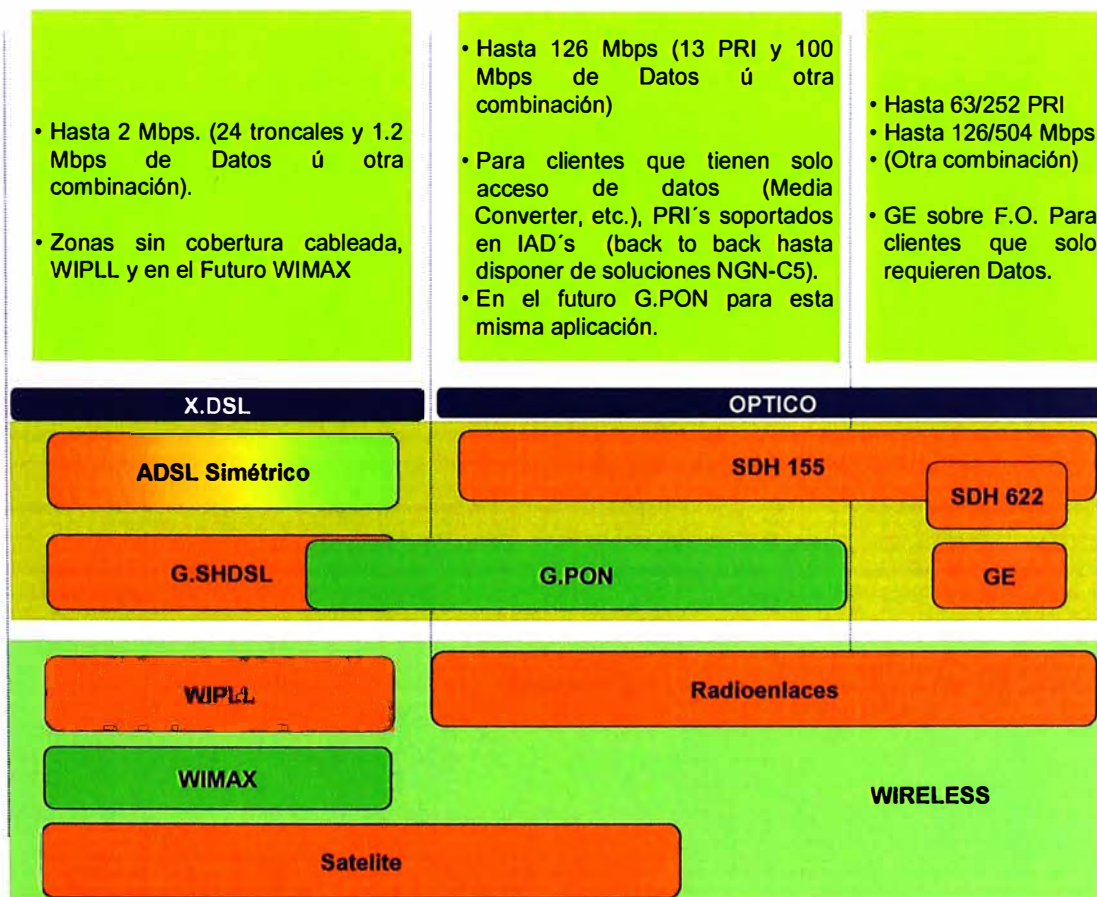 • Hasta 2 Mbps. (24 troncales y 1.2
Mbps de Datos ú otra
combinación).
• Zonas sin cobertura cableada,
WIPLL y en el Futuro WIMAX
• Hasta 126 Mbps (13 PRI y 100
Mbps de Datos ú otra
combinación)
• Para clientes que tienen solo
acceso de datos (Media
Converter, etc.), PRI´s soportados
en IAD´s (back to back hasta
disponer de soluciones NGN-C5).
• En el futuro G.PON para esta
misma aplicación.
• Hasta 63/252 PRI
• Hasta 126/504 Mbps
• (Otra combinación)
• GE sobre F.O. Para
clientes que solo
requieren Datos.
X.DSL
OPTICO
ADSL Simétrico
SDH 155
SDH 622
G.SHDSL
G.PON
GE
WIPLL
Radioenlaces
WIMAX
WIRELESS
Satelite